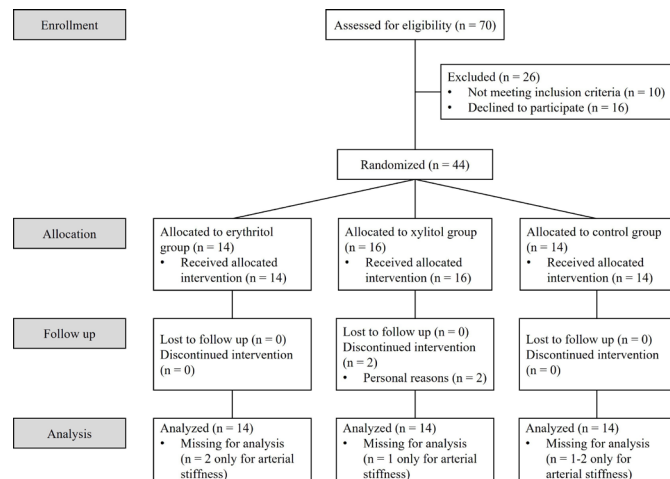 Enrollment
Assessed for eligibility (n = 70)
Excluded (n = 26)
• Not meeting inclusion criteria (n = 10)
• Declined to participate (n = 16)
Randomized (n = 44)
Allocation
Allocated to erythritol
group (n = 14)
• Received allocated
intervention (n = 14)
Allocated to xylitol group
(n = 16)
• Received allocated
intervention (n = 16)
Allocated to control group
(n = 14)
• Received allocated
intervention (n = 14)
Follow up
Lost to follow up (n = 0)
Discontinued intervention
(n = 0)
Lost to follow up (n = 0)
Discontinued intervention
(n = 2)
• Personal reasons (n = 2)
Lost to follow up (n = 0)
Discontinued intervention
(n = 0)
Analysis
Analyzed (n = 14)
• Missing for analysis
(n = 2 only for arterial
stiffness)
Analyzed (n = 14)
• Missing for analysis
(n = 1 only for arterial
stiffness)
Analyzed (n = 14)
• Missing for analysis
(n = 1-2 only for
arterial stiffness)